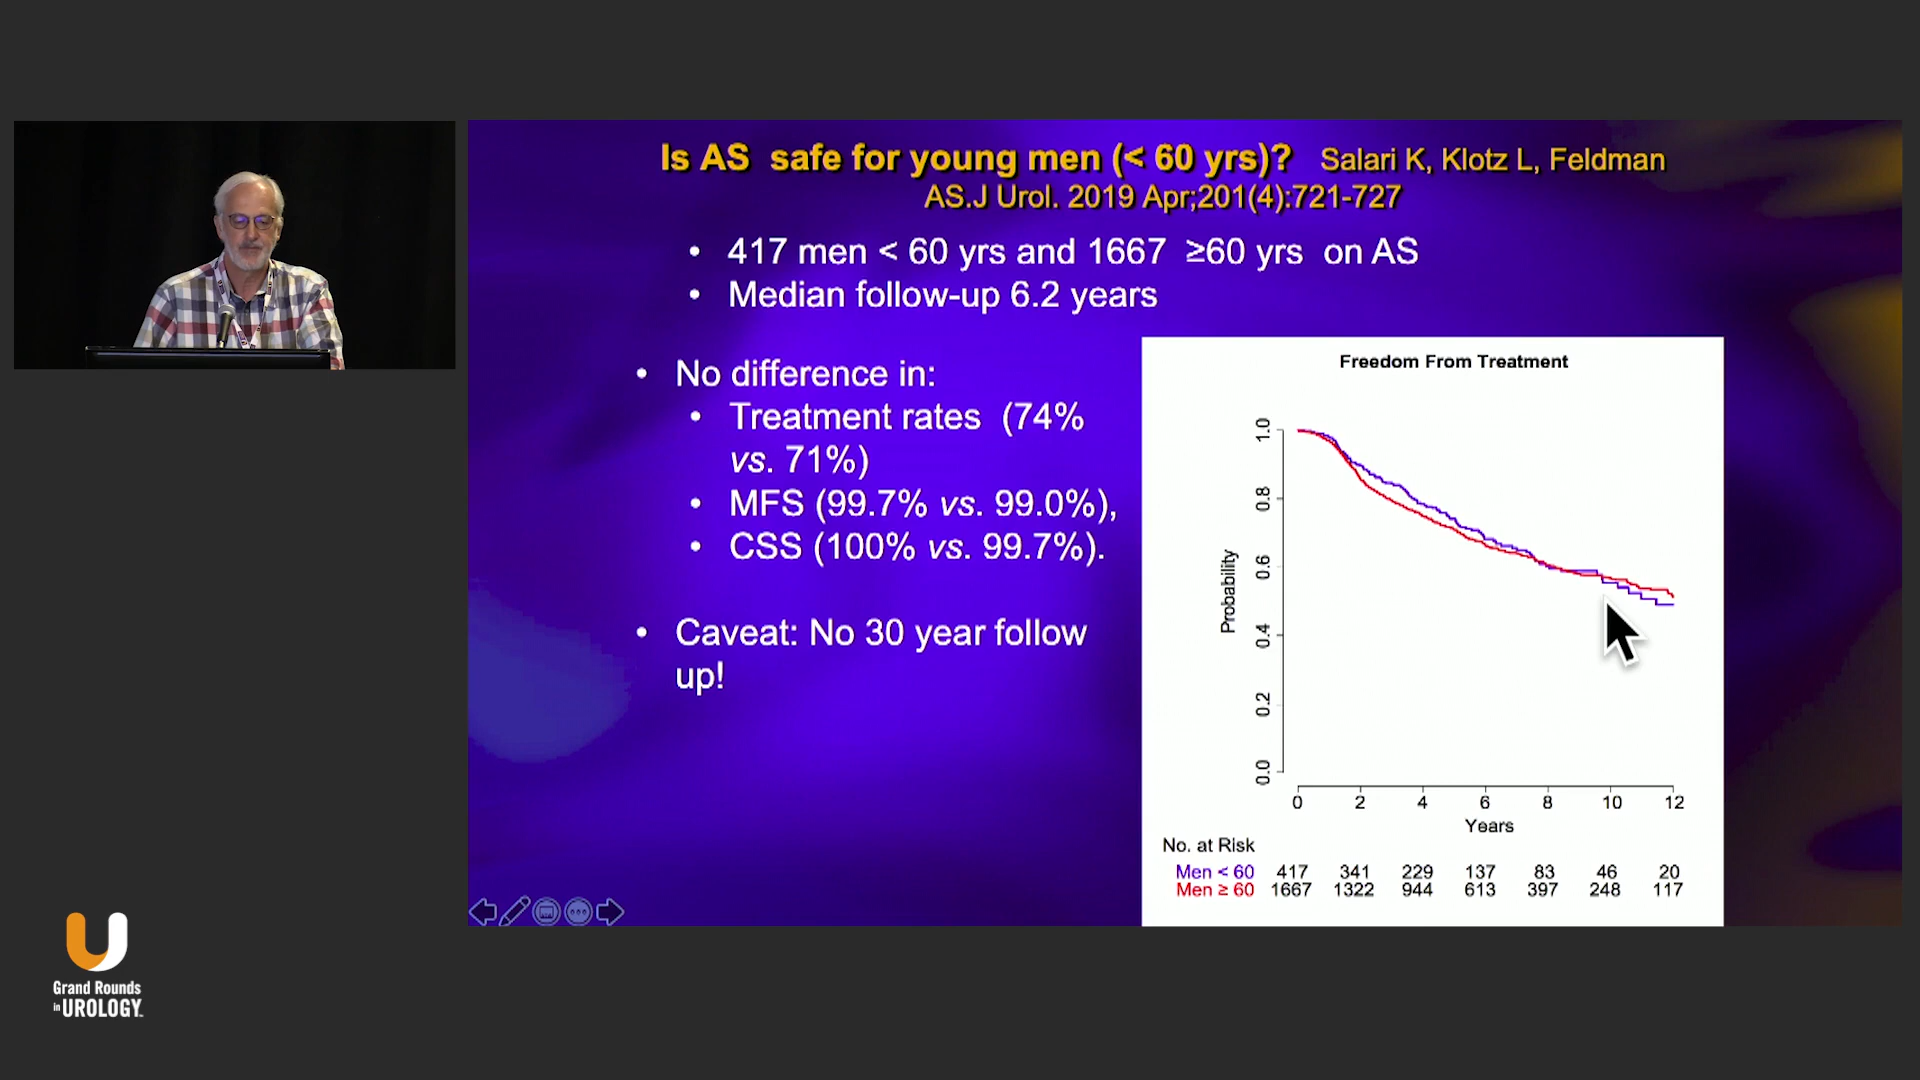 Is AS safe for young men (< 60 yrs)? Salari K, Klotz L, Feldman
AS.J Urol. 2019 Apr;201(4):721-727
• 417 men < 60 yrs and 1667 ≥60 yrs on AS
• Median follow-up 6.2 years
• No difference in:
• Treatment rates (74%
vs. 71%)
• MFS (99.7% vs. 99.0%),
• CSS (100% vs. 99.7%).
• Caveat: No 30 year follow
up!
Freedom From Treatment
Probability
1.0
0.8
0.6
0.4
0.2
0.0
0 2 4 6 8 10 12
Years
No. at Risk
Men < 60 417 341 229 137 83 46 20
Men ≥ 60 1667 1322 944 613 397 248 117
Grand Rounds
in UROLOGY